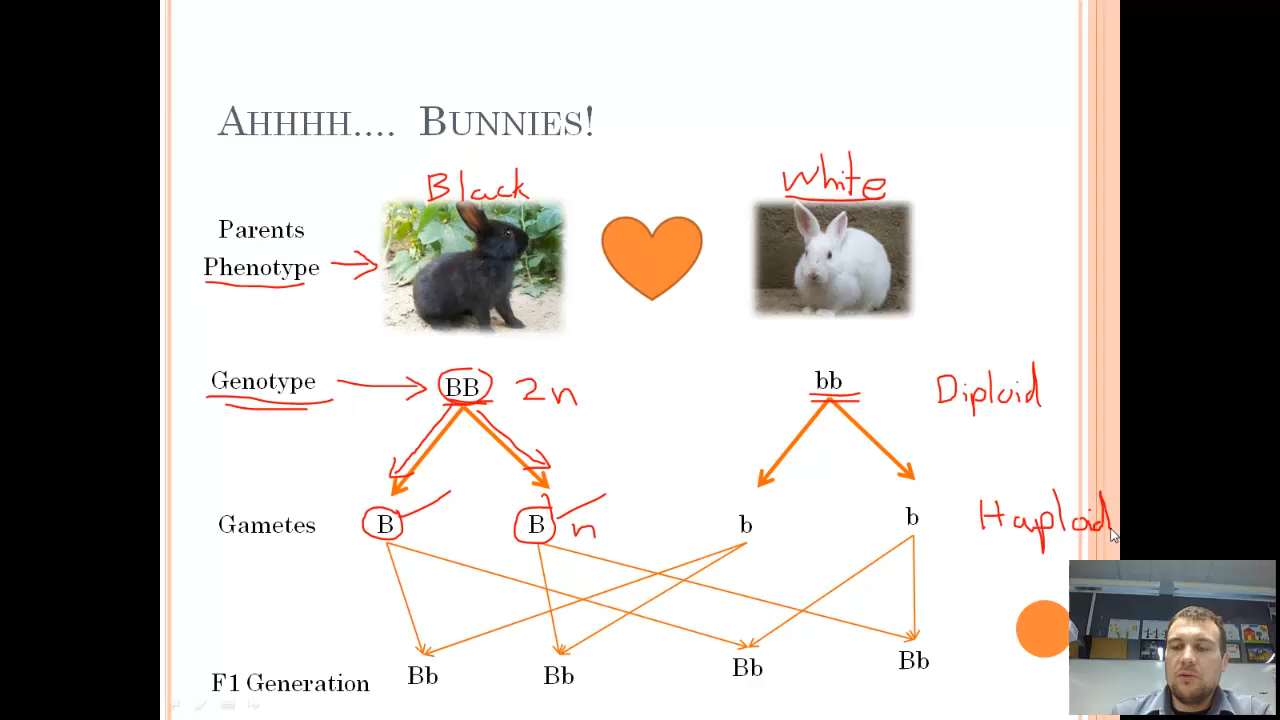 AHHHH.... BUNNIES!
Black
White
Parents
Phenotype
Genotype
BB
2n
bb
Diploid
Gametes
B
B
n
b
b
Haploid
Bb
Bb
Bb
Bb
F1 Generation